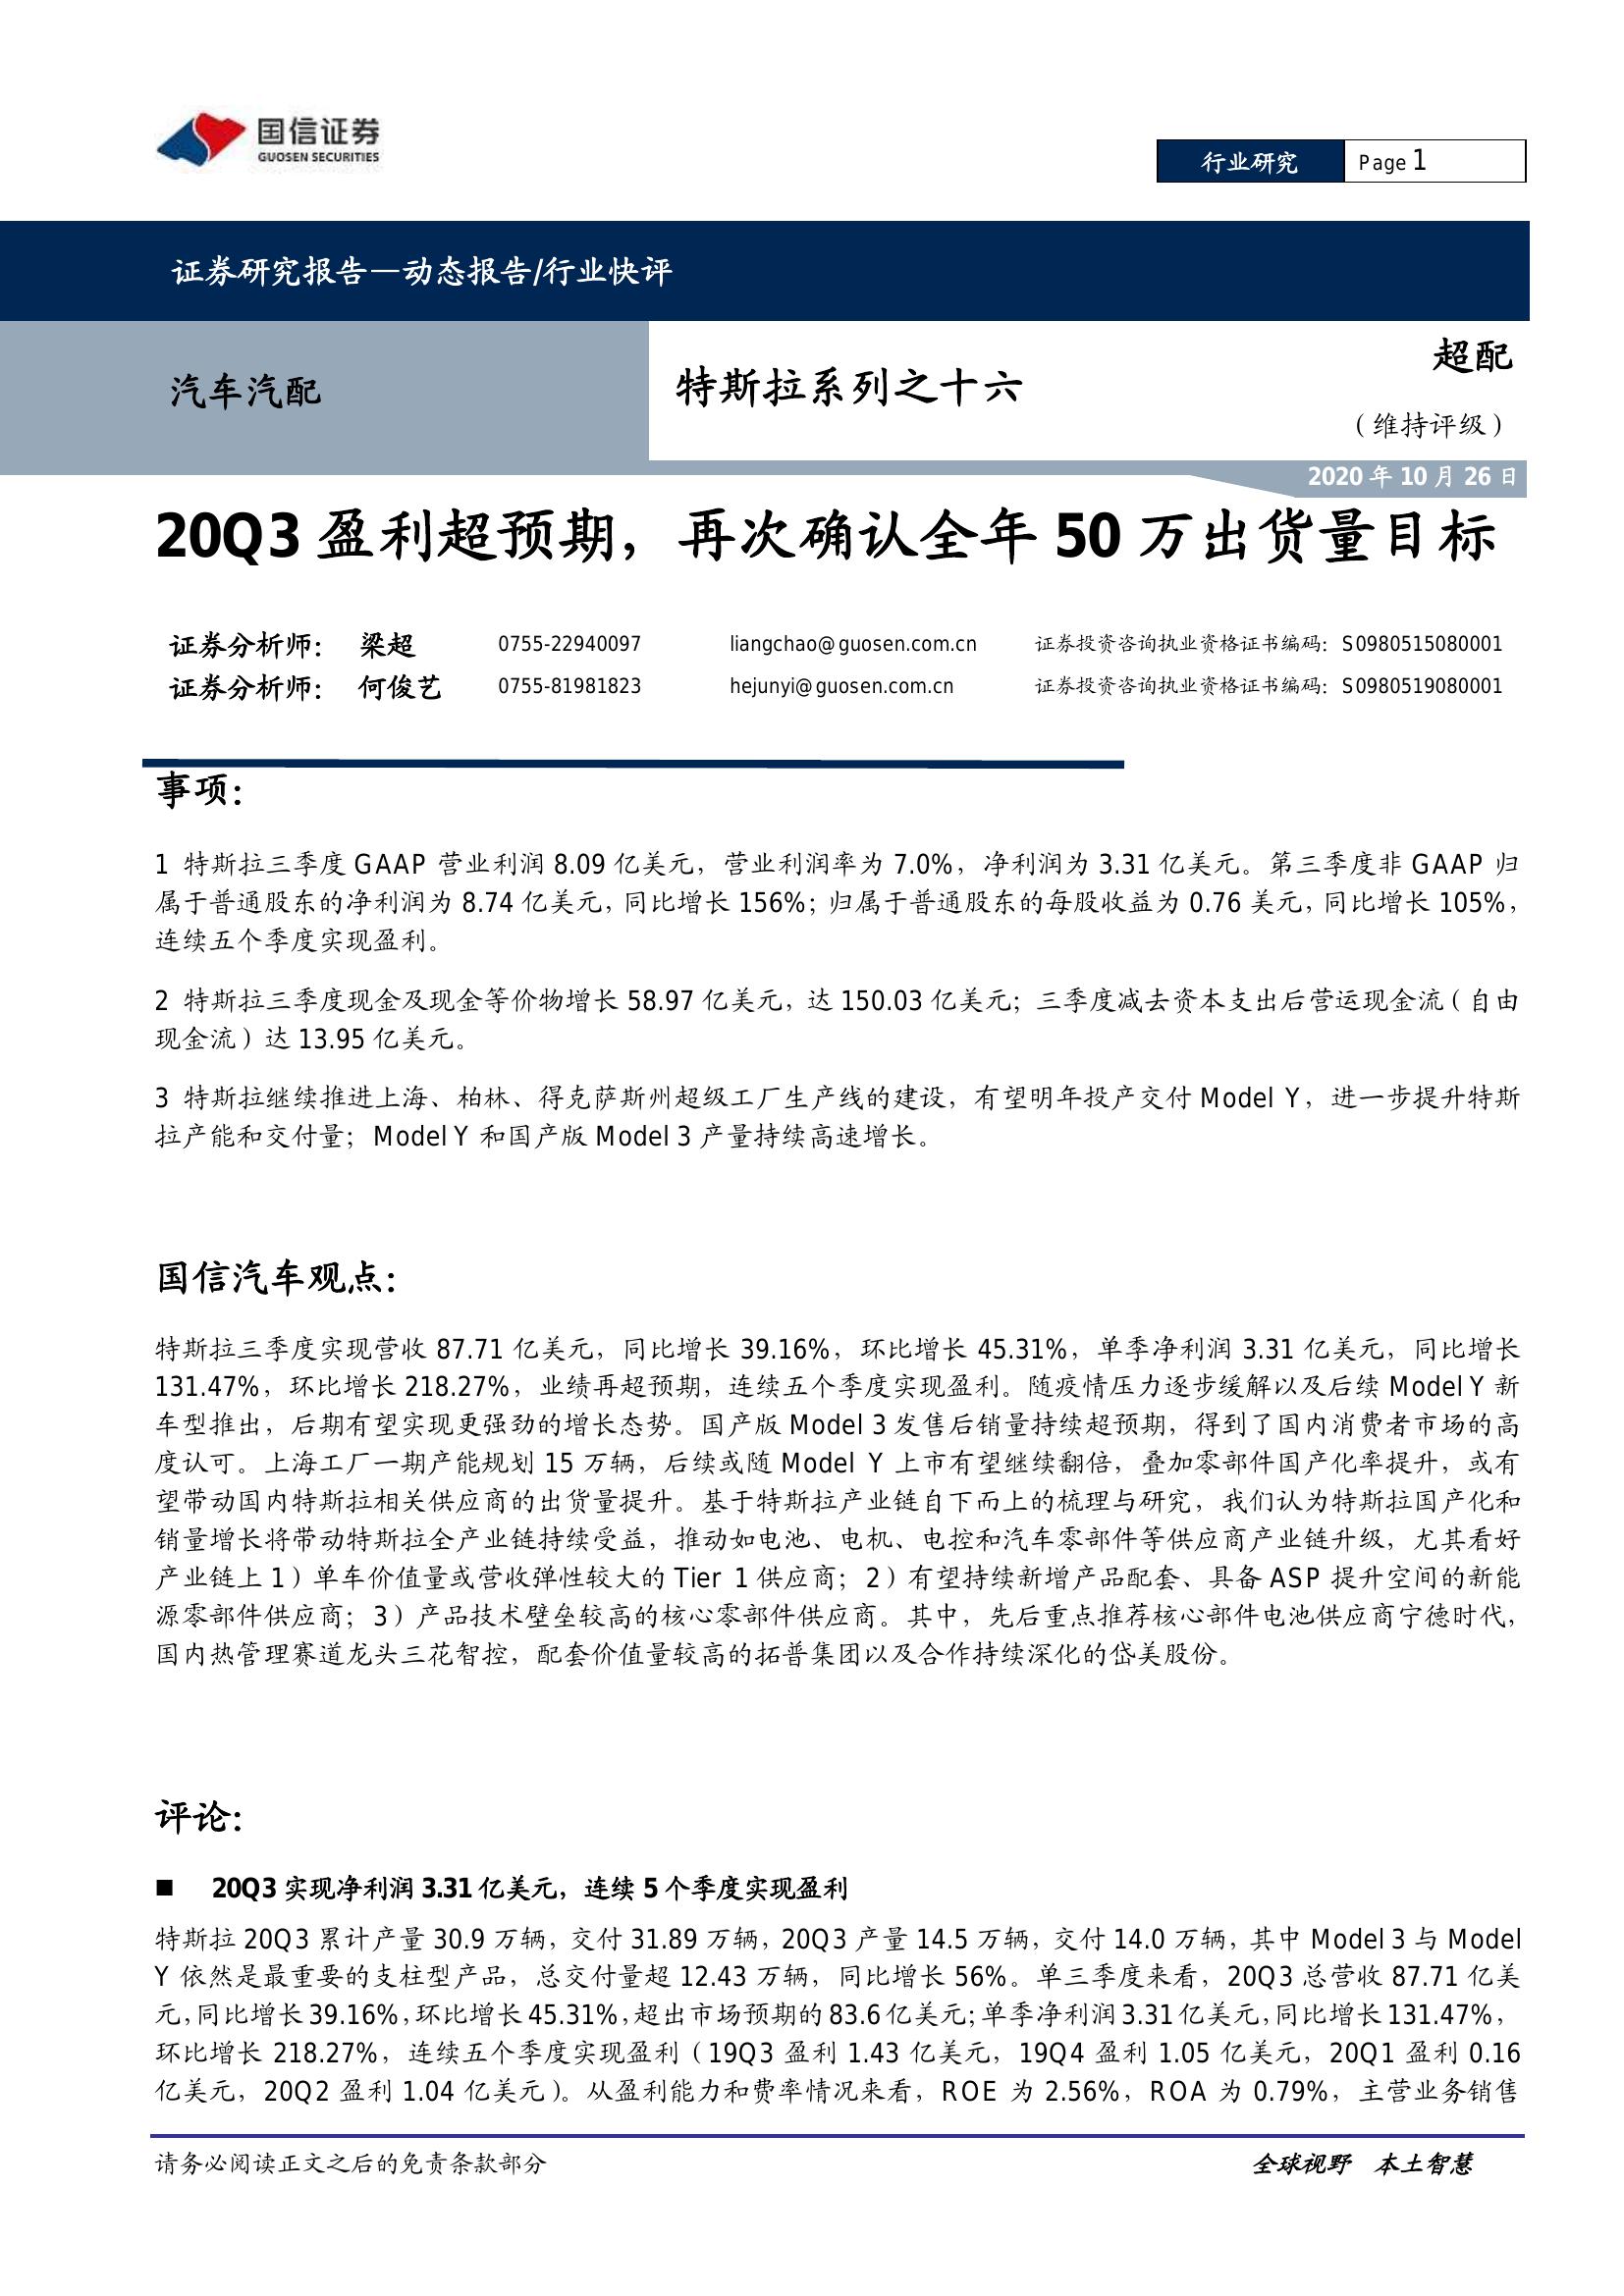 国信证券
GUOSEN SECURITIES
行业研究 Page 1
证券研究报告—动态报告/行业快评
汽车汽配
特斯拉系列之十六
超配
（维持评级）
2020 年 10 月 26 日
20Q3 盈利超预期，再次确认全年 50 万出货量目标
证券分析师： 梁超 0755-22940097 liangchao@guosen.com.cn 证券投资咨询执业资格证书编码：S0980515080001
证券分析师： 何俊艺 0755-81981823 hejunyi@guosen.com.cn 证券投资咨询执业资格证书编码：S0980519080001
事项：
1 特斯拉三季度 GAAP 营业利润 8.09 亿美元，营业利润率为 7.0%，净利润为 3.31 亿美元。第三季度非 GAAP 归
属于普通股东的净利润为 8.74 亿美元，同比增长 156%；归属于普通股东的每股收益为 0.76 美元，同比增长 105%，
连续五个季度实现盈利。
2 特斯拉三季度现金及现金等价物增长 58.97 亿美元，达 150.03 亿美元；三季度减去资本支出后营运现金流（自由
现金流）达 13.95 亿美元。
3 特斯拉继续推进上海、柏林、得克萨斯州超级工厂生产线的建设，有望明年投产交付 Model Y，进一步提升特斯
拉产能和交付量；Model Y 和国产版 Model 3 产量持续高速增长。
国信汽车观点：
特斯拉三季度实现营收 87.71 亿美元，同比增长 39.16%，环比增长 45.31%，单季净利润 3.31 亿美元，同比增长
131.47%，环比增长 218.27%，业绩再超预期，连续五个季度实现盈利。随疫情压力逐步缓解以及后续 Model Y 新
车型推出，后期有望实现更强劲的增长态势。国产版 Model 3 发售后销量持续超预期，得到了国内消费者市场的高
度认可。上海工厂一期产能规划 15 万辆，后续或随 Model Y 上市有望继续翻倍，叠加零部件国产化率提升，或有
望带动国内特斯拉相关供应商的出货量提升。基于特斯拉产业链自下而上的梳理与研究，我们认为特斯拉国产化和
销量增长将带动特斯拉全产业链持续受益，推动如电池、电机、电控和汽车零部件等供应商产业链升级，尤其看好
产业链上 1）单车价值量或营收弹性较大的 Tier 1 供应商；2）有望持续新增产品配套、具备 ASP 提升空间的新能
源零部件供应商；3）产品技术壁垒较高的核心零部件供应商。其中，先后重点推荐核心部件电池供应商宁德时代，
国内热管理赛道龙头三花智控，配套价值量较高的拓普集团以及合作持续深化的岱美股份。
评论：
■ 20Q3 实现净利润 3.31 亿美元，连续 5 个季度实现盈利
特斯拉 20Q3 累计产量 30.9 万辆，交付 31.89 万辆，20Q3 产量 14.5 万辆，交付 14.0 万辆，其中 Model 3 与 Model
Y 依然是最重要的支柱型产品，总交付量超 12.43 万辆，同比增长 56%。单三季度来看，20Q3 总营收 87.71 亿美
元，同比增长 39.16%，环比增长 45.31%，超出市场预期的 83.6 亿美元；单季净利润 3.31 亿美元，同比增长 131.47%，
环比增长 218.27%，连续五个季度实现盈利（19Q3 盈利 1.43 亿美元，19Q4 盈利 1.05 亿美元，20Q1 盈利 0.16
亿美元，20Q2 盈利 1.04 亿美元）。从盈利能力和费率情况来看，ROE 为 2.56%，ROA 为 0.79%，主营业务销售
请务必阅读正文之后的免责条款部分 全球视野 本土智慧